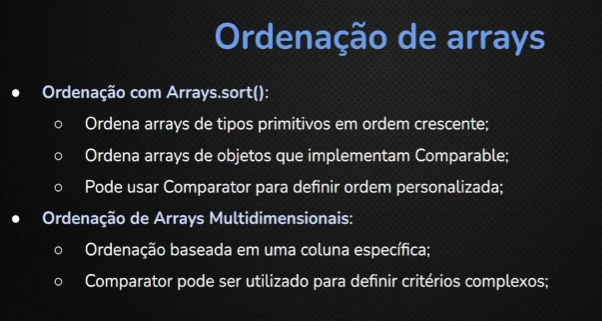 Ordenação de arrays
● Ordenação com Arrays.sort():
○ Ordena arrays de tipos primitivos em ordem crescente;
○ Ordena arrays de objetos que implementam Comparable;
○ Pode usar Comparator para definir ordem personalizada;
● Ordenação de Arrays Multidimensionais:
○ Ordenação baseada em uma coluna específica;
○ Comparator pode ser utilizado para definir critérios complexos;